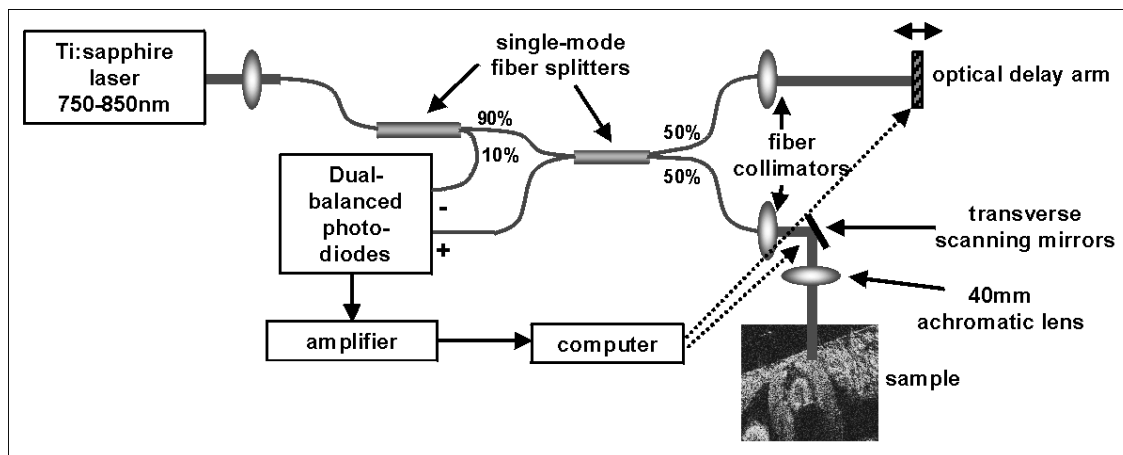 Ti:sapphire
laser
750-850nm
single-mode
fiber splitters
optical delay arm
90%
10%
50%
50%
fiber
collimators
Dual-
balanced
photo-
diodes
-
+
transverse
scanning mirrors
40mm
achromatic lens
amplifier
computer
sample